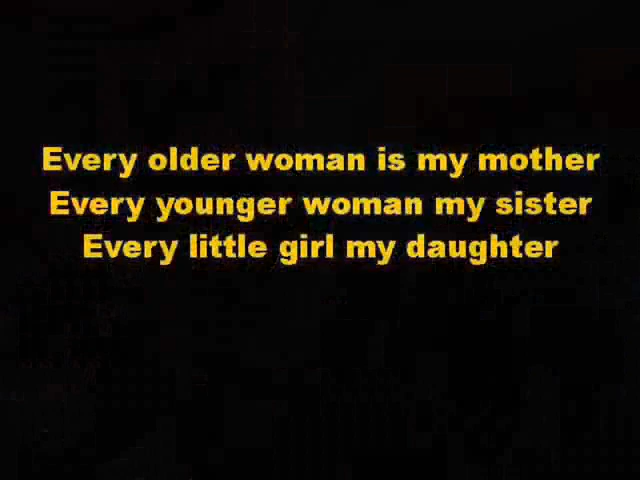 Every older woman is my mother
Every younger woman my sister
Every little girl my daughter